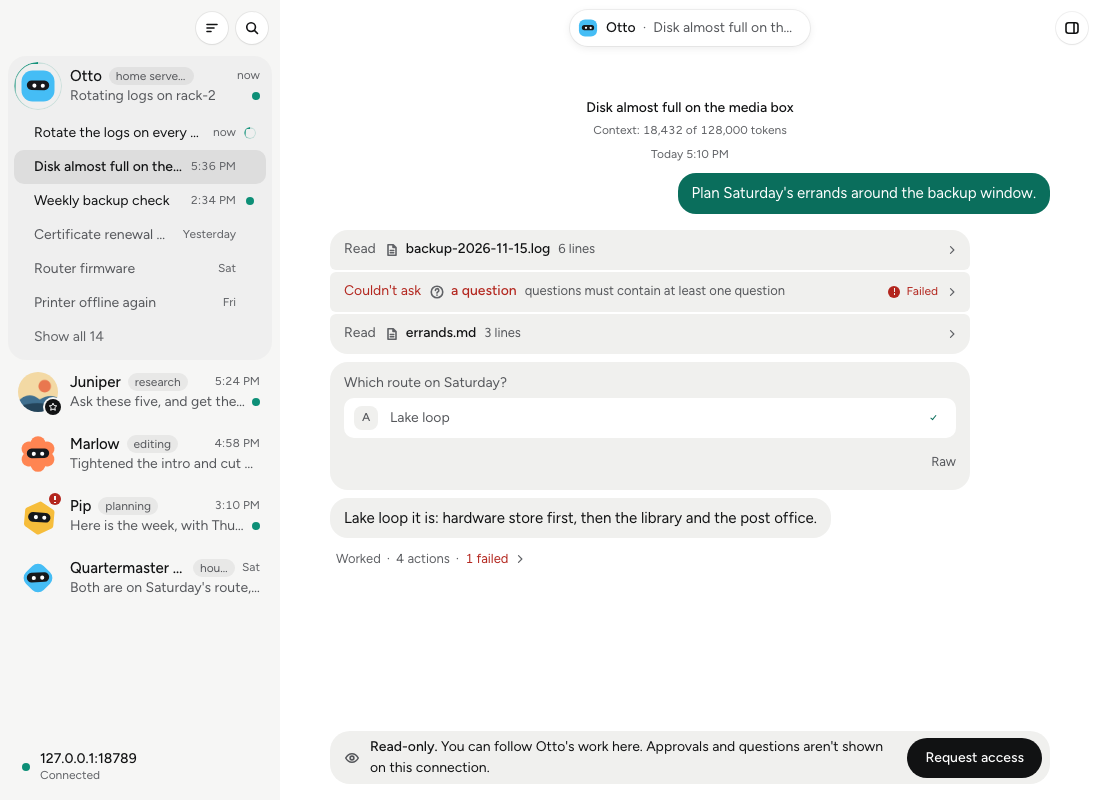 Otto home serve... now
Rotating logs on rack-2
Rotate the logs on every ... now
Disk almost full on the... 5:36 PM
Weekly backup check 2:34 PM
Certificate renewal ... Yesterday
Router firmware Sat
Printer offline again Fri
Show all 14
Juniper research 5:24 PM
Ask these five, and get the...
Marlow editing 4:58 PM
Tightened the intro and cut ...
Pip planning 3:10 PM
Here is the week, with Thu...
Quartermaster ... hou... Sat
Both are on Saturday's route,...
127.0.0.1:18789
Connected
Otto · Disk almost full on th...
Disk almost full on the media box
Context: 18,432 of 128,000 tokens
Today 5:10 PM
Plan Saturday's errands around the backup window.
Read backup-2026-11-15.log 6 lines
Couldn't ask a question questions must contain at least one question Failed
Read errands.md 3 lines
Which route on Saturday?
A Lake loop
Raw
Lake loop it is: hardware store first, then the library and the post office.
Worked · 4 actions · 1 failed
Read-only. You can follow Otto's work here. Approvals and questions aren't shown
on this connection.
Request access